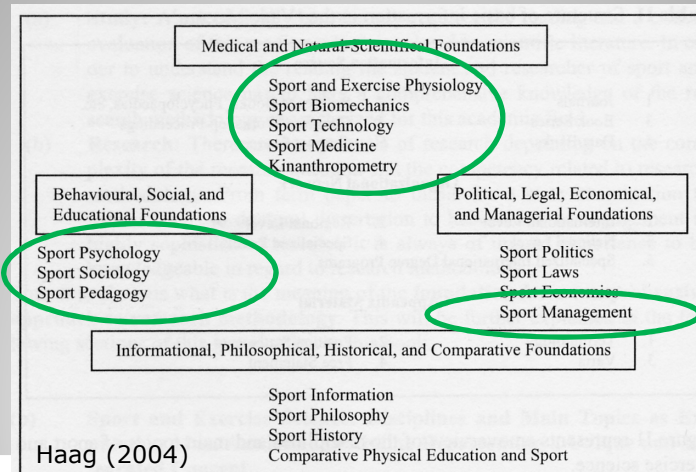 Medical and Natural-Scientific Foundations
Sport and Exercise Physiology
Sport Biomechanics
Sport Technology
Sport Medicine
Kinanthropometry
Behavioural, Social, and
Educational Foundations
Sport Psychology
Sport Sociology
Sport Pedagogy
Political, Legal, Economical,
and Managerial Foundations
Sport Politics
Sport Laws
Sport Economics
Sport Management
Informational, Philosophical, Historical, and Comparative Foundations
Sport Information
Sport Philosophy
Sport History
Comparative Physical Education and Sport
Haag (2004)